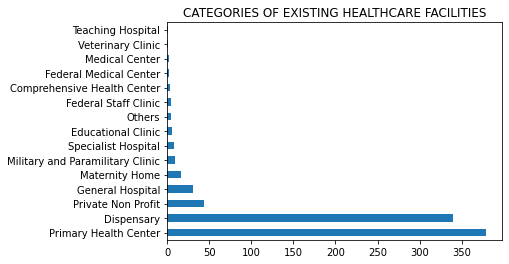 CATEGORIES OF EXISTING HEALTHCARE FACILITIES
Teaching Hospital
Veterinary Clinic
Medical Center
Federal Medical Center
Comprehensive Health Center
Federal Staff Clinic
Others
Educational Clinic
Specialist Hospital
Military and Paramilitary Clinic
Maternity Home
General Hospital
Private Non Profit
Dispensary
Primary Health Center
0 50 100 150 200 250 300 350